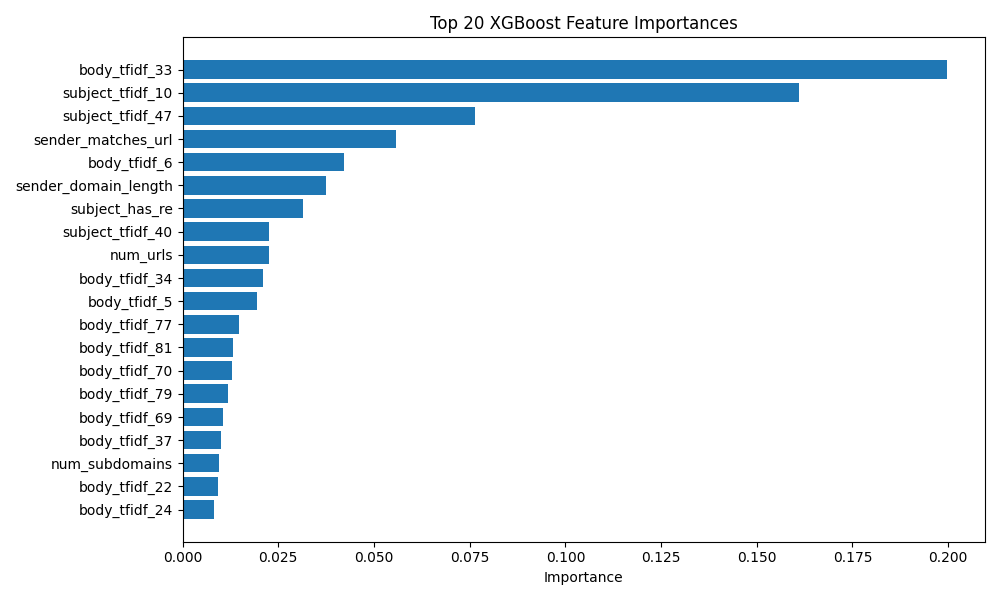 Top 20 XGBoost Feature Importances
body_tfidf_33
subject_tfidf_10
subject_tfidf_47
sender_matches_url
body_tfidf_6
sender_domain_length
subject_has_re
subject_tfidf_40
num_urls
body_tfidf_34
body_tfidf_5
body_tfidf_77
body_tfidf_81
body_tfidf_70
body_tfidf_79
body_tfidf_69
body_tfidf_37
num_subdomains
body_tfidf_22
body_tfidf_24
0.000 0.025 0.050 0.075 0.100 0.125 0.150 0.175 0.200
Importance